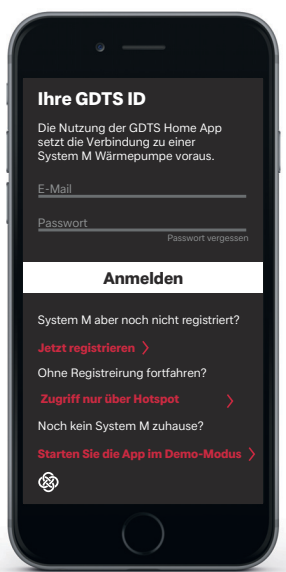 Ihre GDTS ID
Die Nutzung der GDTS Home App
setzt die Verbindung zu einer
System M Wärmepumpe voraus.
E-Mail
Passwort
Passwort vergessen
Anmelden
System M aber noch nicht registriert?
Jetzt registrieren
Ohne Registreirung fortfahren?
Zugriff nur über Hotspot
Noch kein System M zuhause?
Starten Sie die App im Demo-Modus